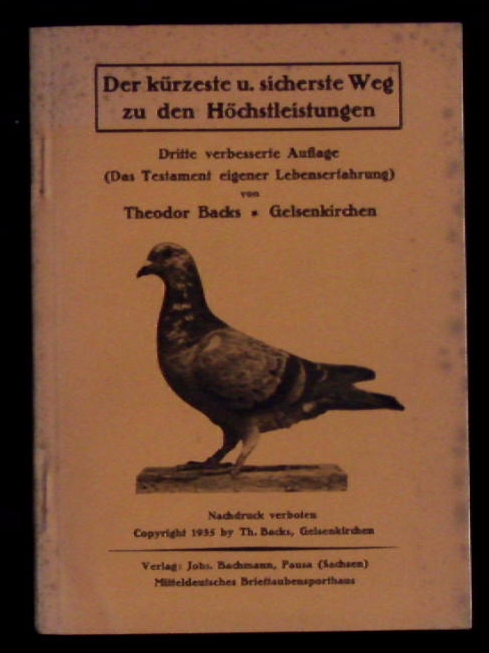 Der kürzeste u. sicherste Weg
zu den Höchstleistungen
Dritte verbesserte Auflage
(Das Testament eigener Lebenserfahrung)
von
Theodor Backs • Gelsenkirchen
Nachdruck verboten
Copyright 1935 by Th. Backs, Gelsenkirchen
Verlag: Johs. Bachmann, Pausa (Sachsen)
Mitteldeutsches Brieftaubensporthaus